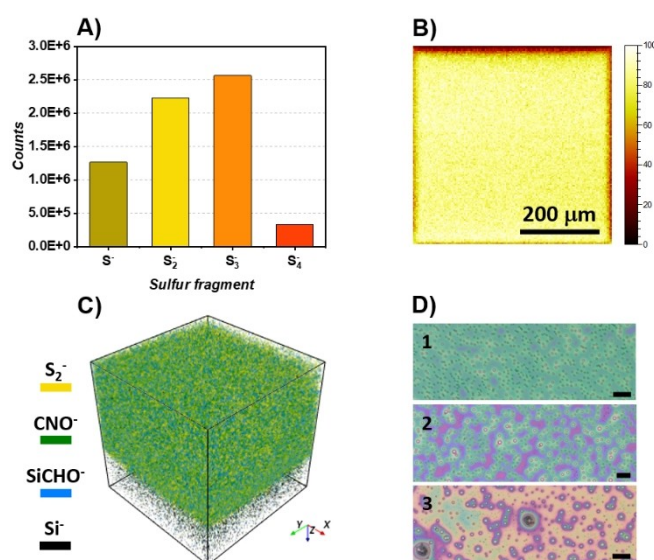 A)
3.0E+6
2.5E+6
2.0E+6
1.5E+6
1.0E+6
5.0E+5
0.0E+0
Counts
S⁻ S₂⁻ S₃⁻ S₄⁻
Sulfur fragment
B)
100
80
60
40
20
0
200 µm
C)
S₂⁻
CNO⁻
SiCHO⁻
Si⁻
Y Z X
D)
1
2
3